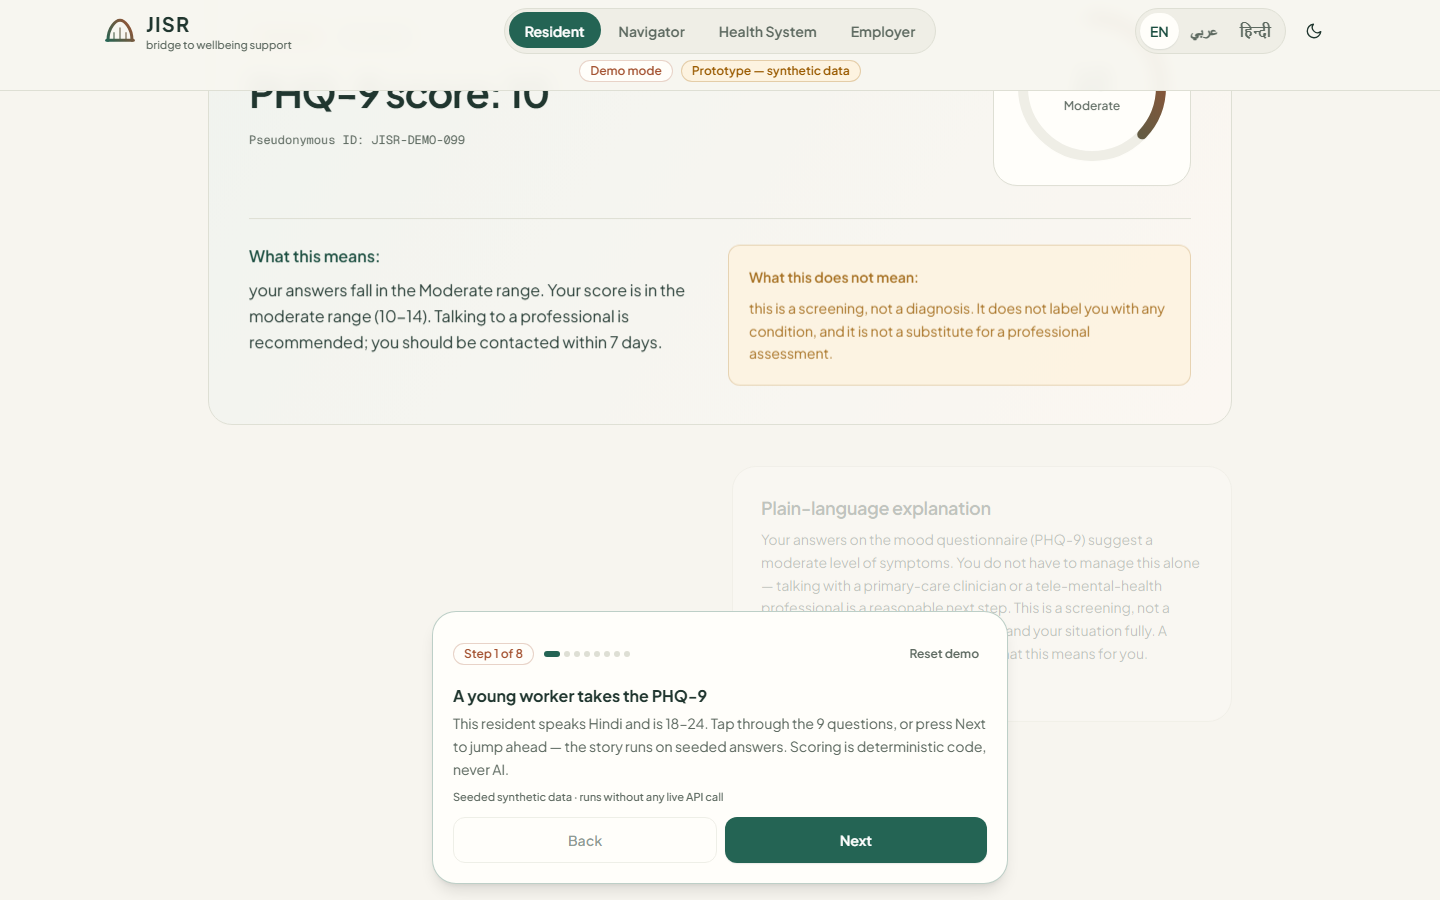 JISR
bridge to wellbeing support
Resident
Navigator
Health System
Employer
EN
عربي
हिन्दी
Demo mode
Prototype — synthetic data
PHQ-9 score: 10
Pseudonymous ID: JISR-DEMO-099
Moderate
What this means:
your answers fall in the Moderate range. Your score is in the
moderate range (10–14). Talking to a professional is
recommended; you should be contacted within 7 days.
What this does not mean:
this is a screening, not a diagnosis. It does not label you with any
condition, and it is not a substitute for a professional
assessment.
Plain-language explanation
Your answers on the mood questionnaire (PHQ-9) suggest a
moderate level of symptoms. You do not have to manage this alone
— talking with a primary-care clinician or a tele-mental-health
professional is a reasonable next step. This is a screening, not a
and your situation fully. A
at this means for you.
Step 1 of 8
Reset demo
A young worker takes the PHQ-9
This resident speaks Hindi and is 18–24. Tap through the 9 questions, or press Next
to jump ahead — the story runs on seeded answers. Scoring is deterministic code,
never AI.
Seeded synthetic data · runs without any live API call
Back
Next